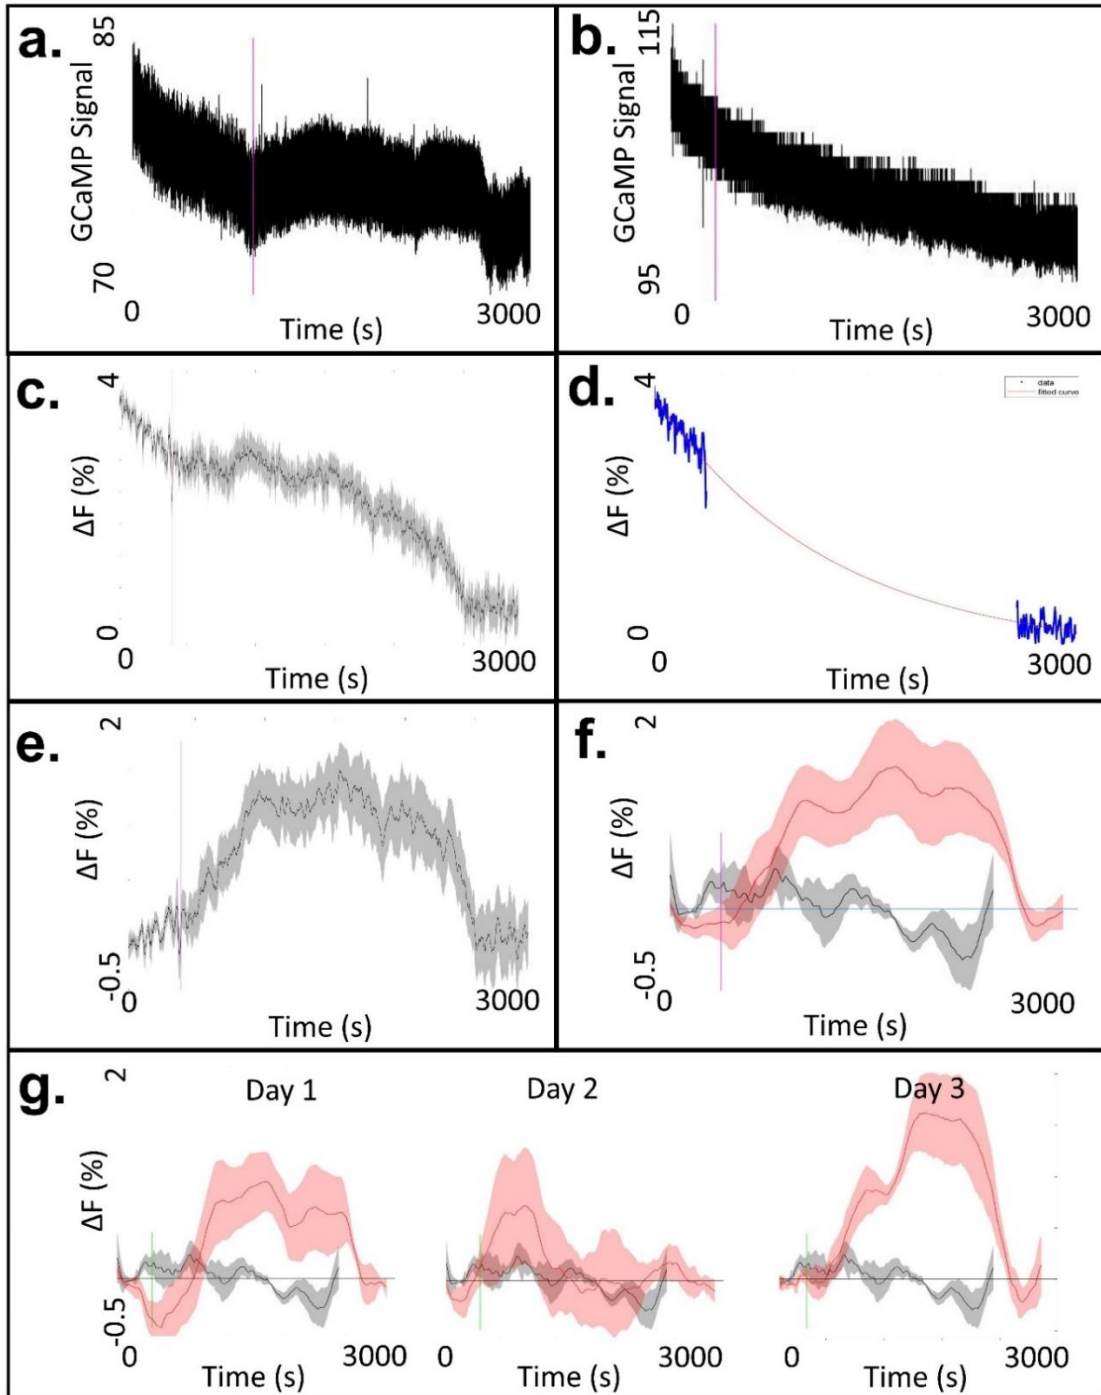 a.
85
GCaMP Signal
70
0
3000
Time (s)
b.
115
GCaMP Signal
95
0
3000
Time (s)
c.
4
ΔF (%)
0
0
3000
Time (s)
d.
4
data
fitted curve
ΔF (%)
0
0
3000
Time (s)
e.
2
ΔF (%)
-0.5
0
3000
Time (s)
f.
2
ΔF (%)
-0.5
0
3000
Time (s)
g.
2
Day 1
Day 2
Day 3
ΔF (%)
-0.5
0
3000
0
3000
0
3000
Time (s)
Time (s)
Time (s)